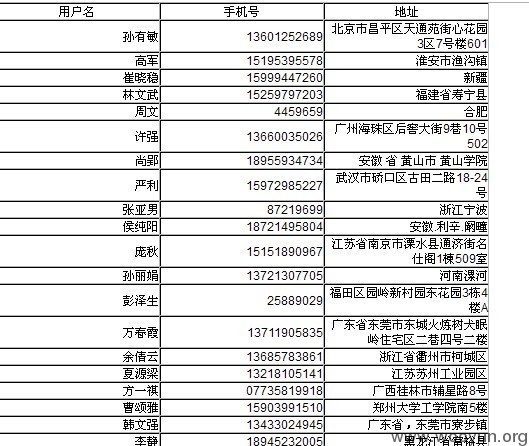 用户名 手机号 地址
孙有敏 13601252689 北京市昌平区天通苑街心花园
3区7号楼601
高军 15195395578 淮安市渔沟镇
崔晓稳 15999447260 新疆
林文武 15259797203 福建省寿宁县
周文 4459659 合肥
许强 13660035026 广州海珠区后窖大街9巷10号
502
尚郢 18955934734 安徽 省 黄山市 黄山学院
严利 15972985227 武汉市硚口区古田二路18-24
号
张亚男 87219699 浙江宁波
侯纯阳 18721495804 安徽.利辛.阚疃
庞秋 15151890967 江苏省南京市溧水县通济街名
仕阁1楝509室
孙丽娟 13721307705 河南漯河
彭泽生 25889029 福田区园岭新村园东花园3栋4
楼A
万春霞 13711905835 广东省东莞市东城火炼树犬眠
岭住宅区二巷四号二楼
余倩云 13685783861 浙江省衢州市柯城区
夏源梁 13218105141 江苏苏州工业园区
方一祺 07735819918 广西桂林市辅星路8号
曹颂雅 15903991510 郑州大学工学院南5楼
韩文强 13433024945 广东省，东莞市寮步镇
李静 18945232005
www.wooyun.org